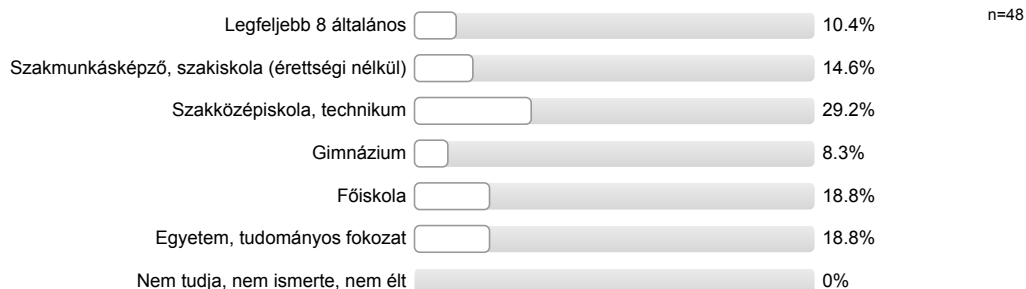 Legfeljebb 8 általános 10.4% n=48
Szakmunkásképző, szakiskola (érettségi nélkül) 14.6%
Szakközépiskola, technikum 29.2%
Gimnázium 8.3%
Főiskola 18.8%
Egyetem, tudományos fokozat 18.8%
Nem tudja, nem ismerte, nem élt 0%